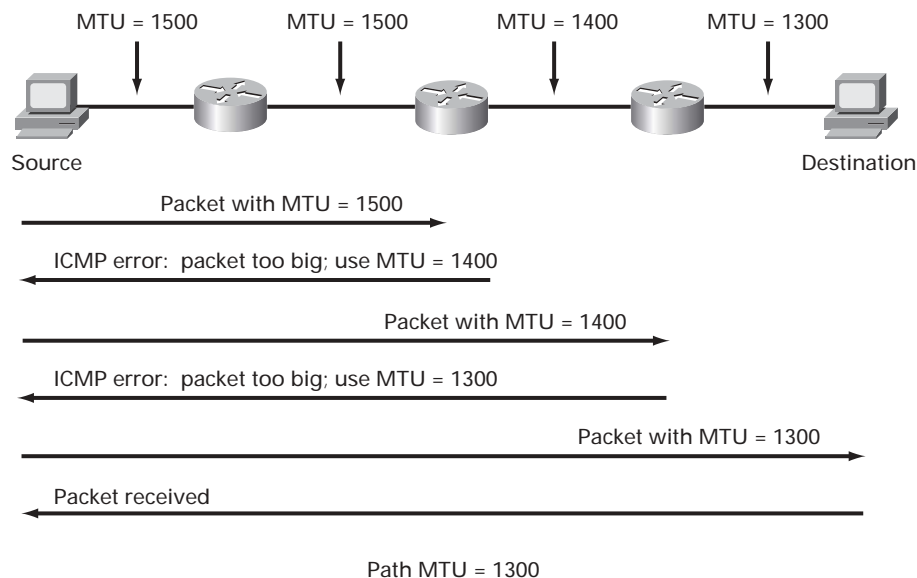 MTU = 1500 MTU = 1500 MTU = 1400 MTU = 1300
Source Destination
Packet with MTU = 1500
ICMP error: packet too big; use MTU = 1400
Packet with MTU = 1400
ICMP error: packet too big; use MTU = 1300
Packet with MTU = 1300
Packet received
Path MTU = 1300